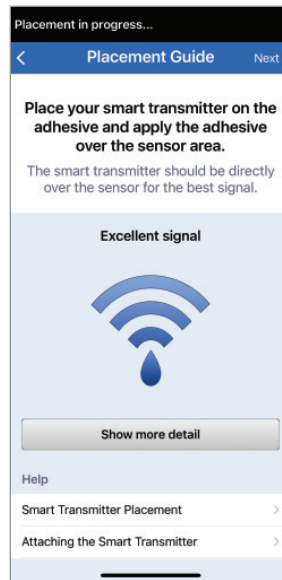 Placement in progress...
Placement Guide Next
Place your smart transmitter on the
adhesive and apply the adhesive
over the sensor area.
The smart transmitter should be directly
over the sensor for the best signal.
Excellent signal
Show more detail
Help
Smart Transmitter Placement
Attaching the Smart Transmitter